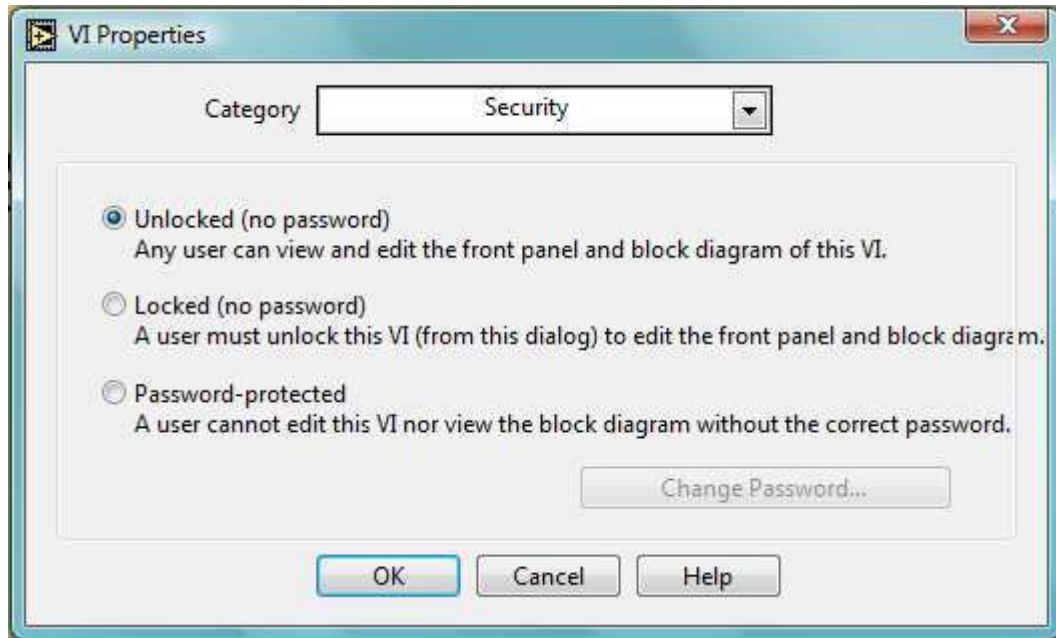 VI Properties
Category Security
Unlocked (no password)
Any user can view and edit the front panel and block diagram of this VI.
Locked (no password)
A user must unlock this VI (from this dialog) to edit the front panel and block diagram.
Password-protected
A user cannot edit this VI nor view the block diagram without the correct password.
Change Password...
OK Cancel Help